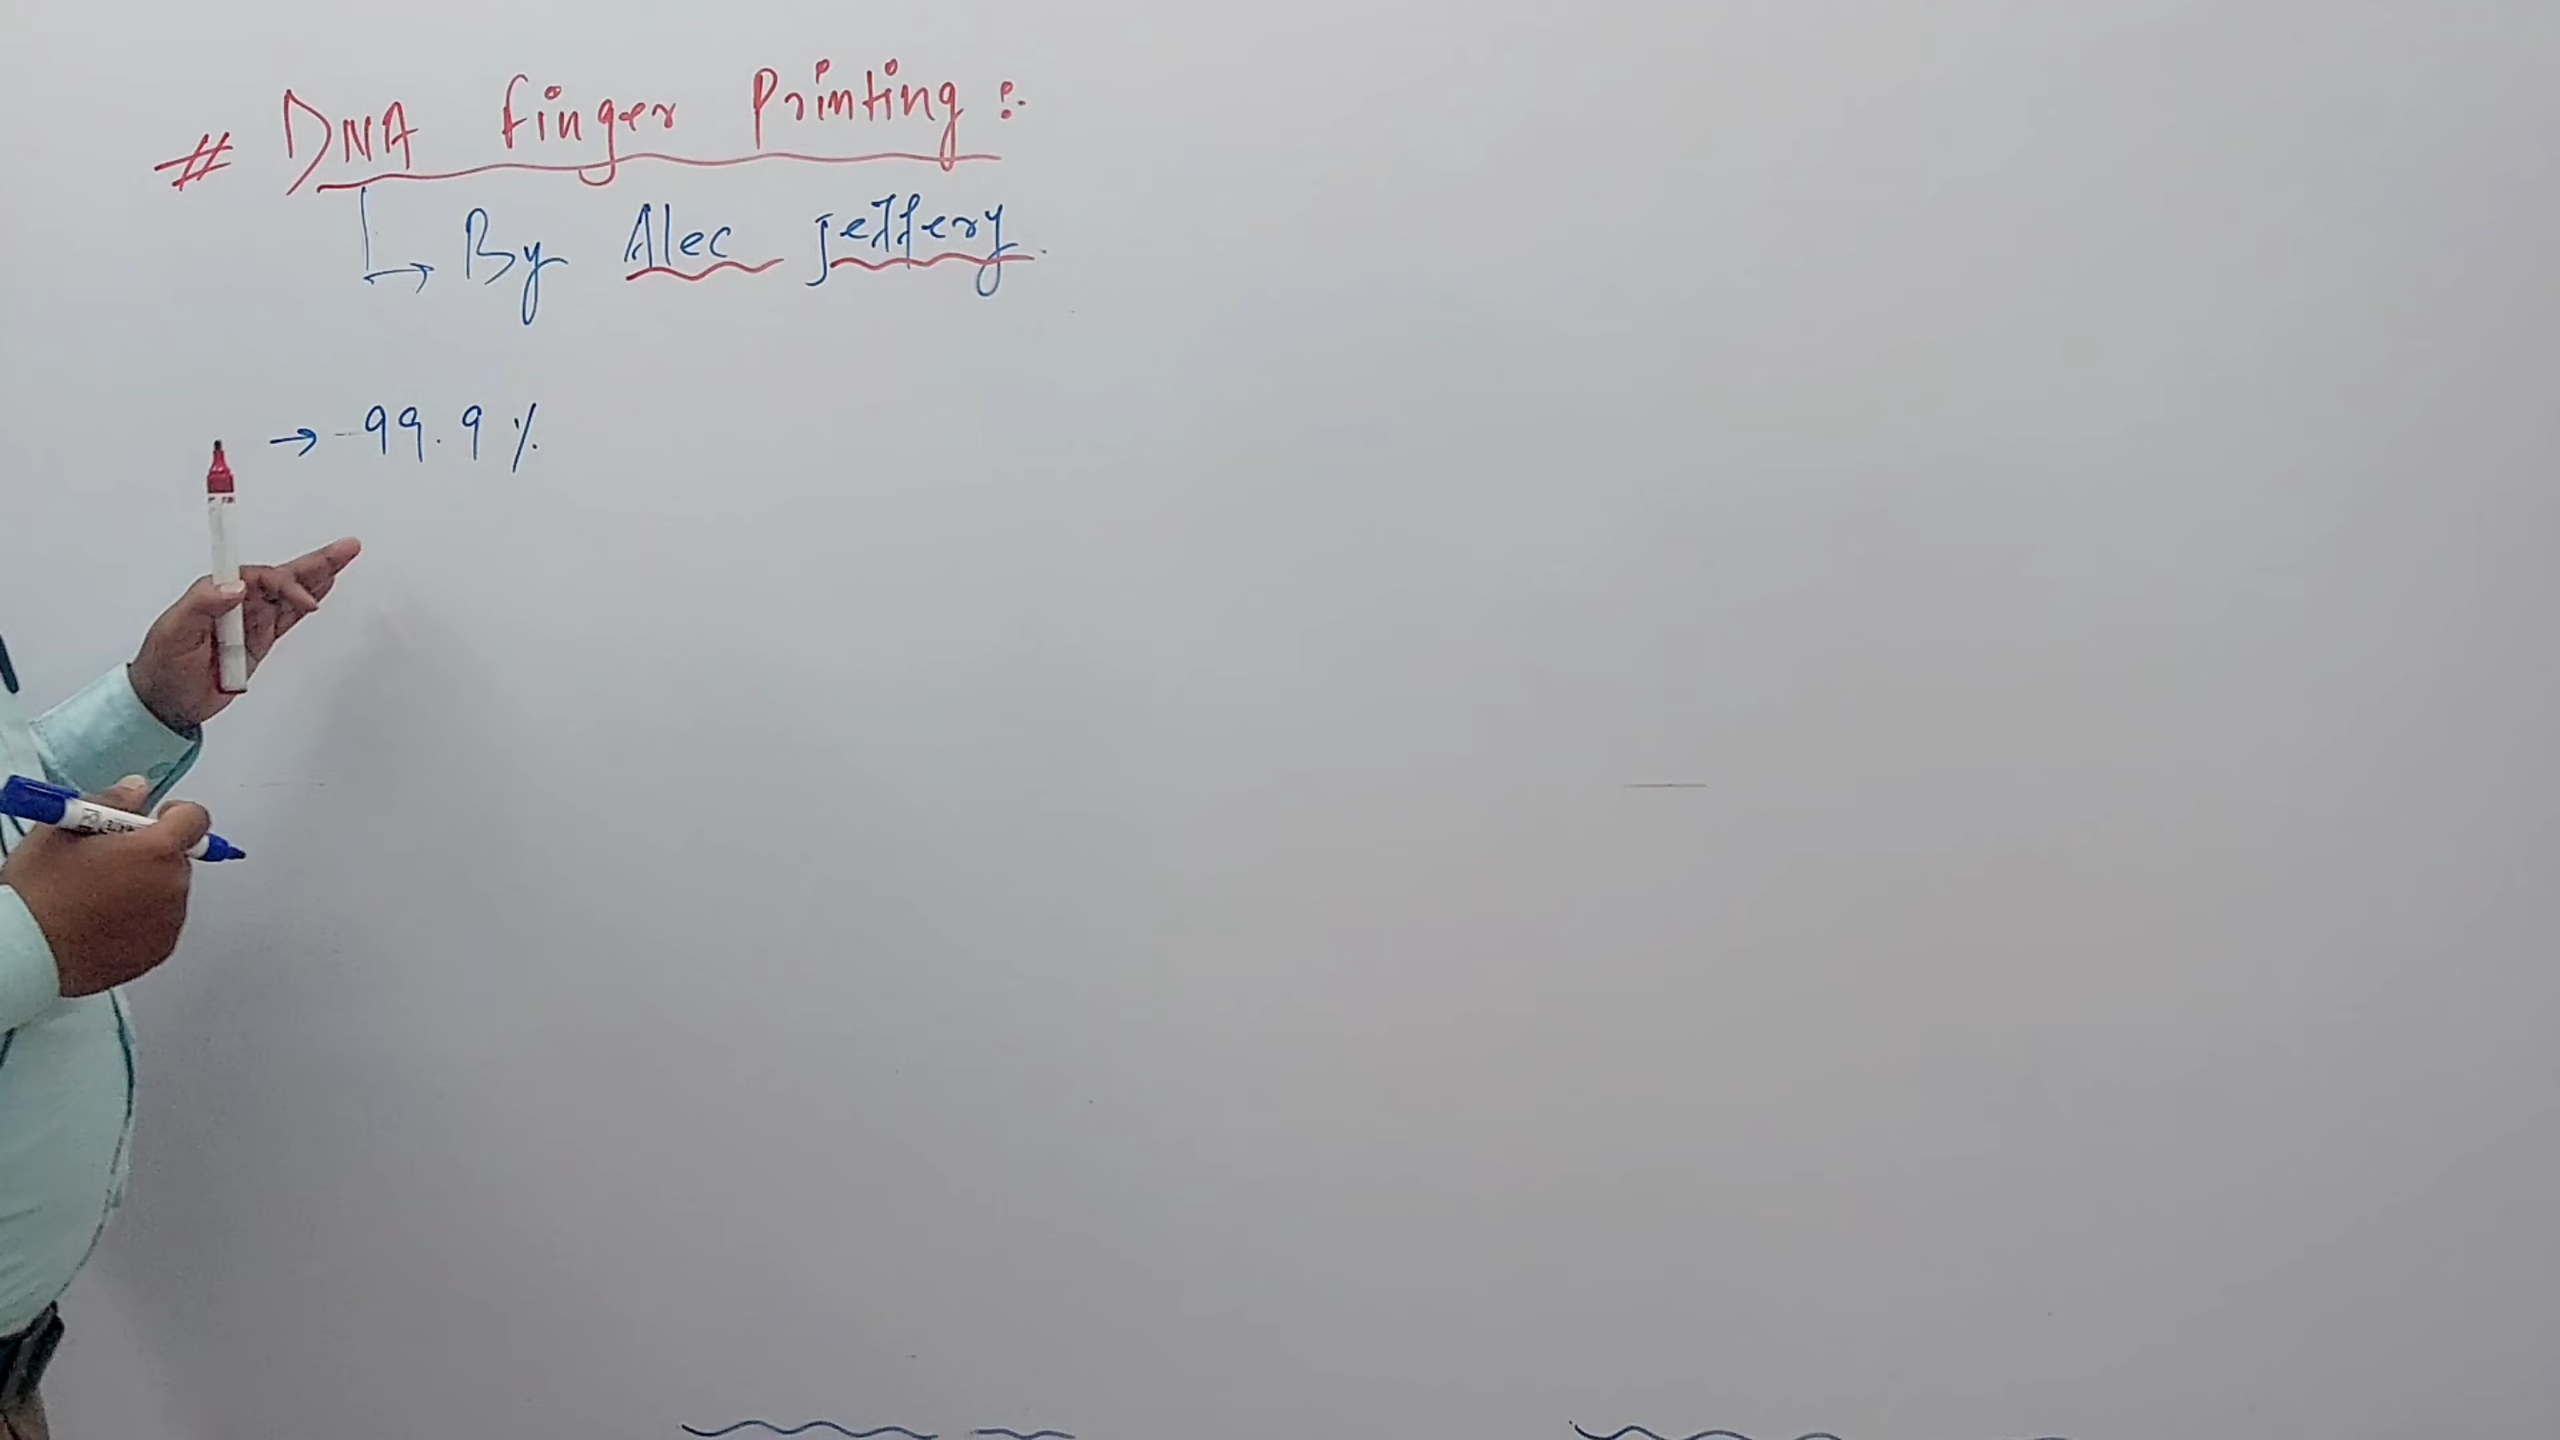 # DNA finger Printing :-
↳ By Alec jeffery.
→ 99.9 %